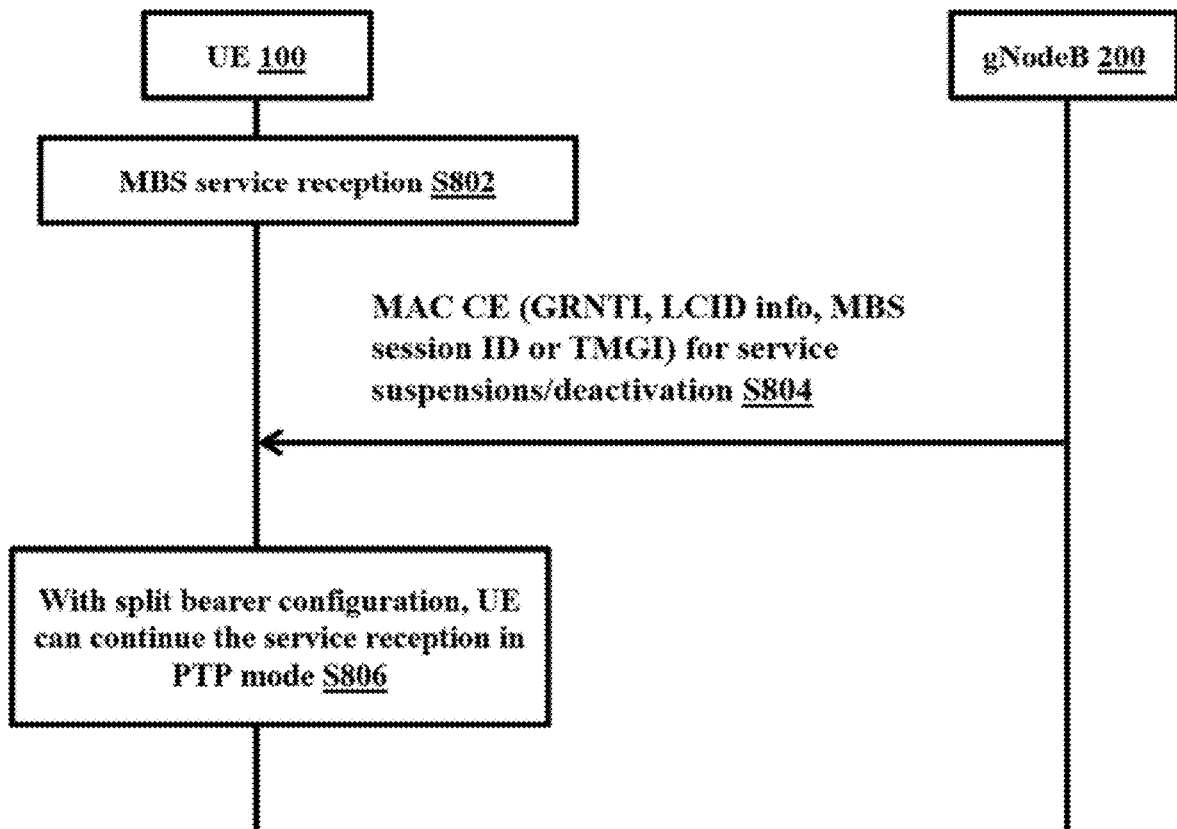 UE 100
gNodeB 200
MBS service reception S802
MAC CE (GRNTI, LCID info, MBS
session ID or TMGI) for service
suspensions/deactivation S804
With split bearer configuration, UE
can continue the service reception in
PTP mode S806